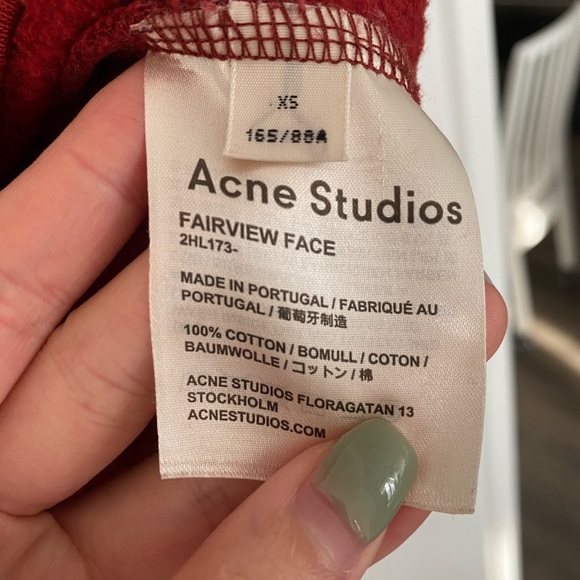 XS
165/88A
Acne Studios
FAIRVIEW FACE
2HL173-
MADE IN PORTUGAL / FABRIQUÉ AU
PORTUGAL / 葡萄牙制造
100% COTTON / BOMULL / COTON /
BAUMWOLLE / コットン / 棉
ACNE STUDIOS FLORAGATAN 13
STOCKHOLM
ACNESTUDIOS.COM